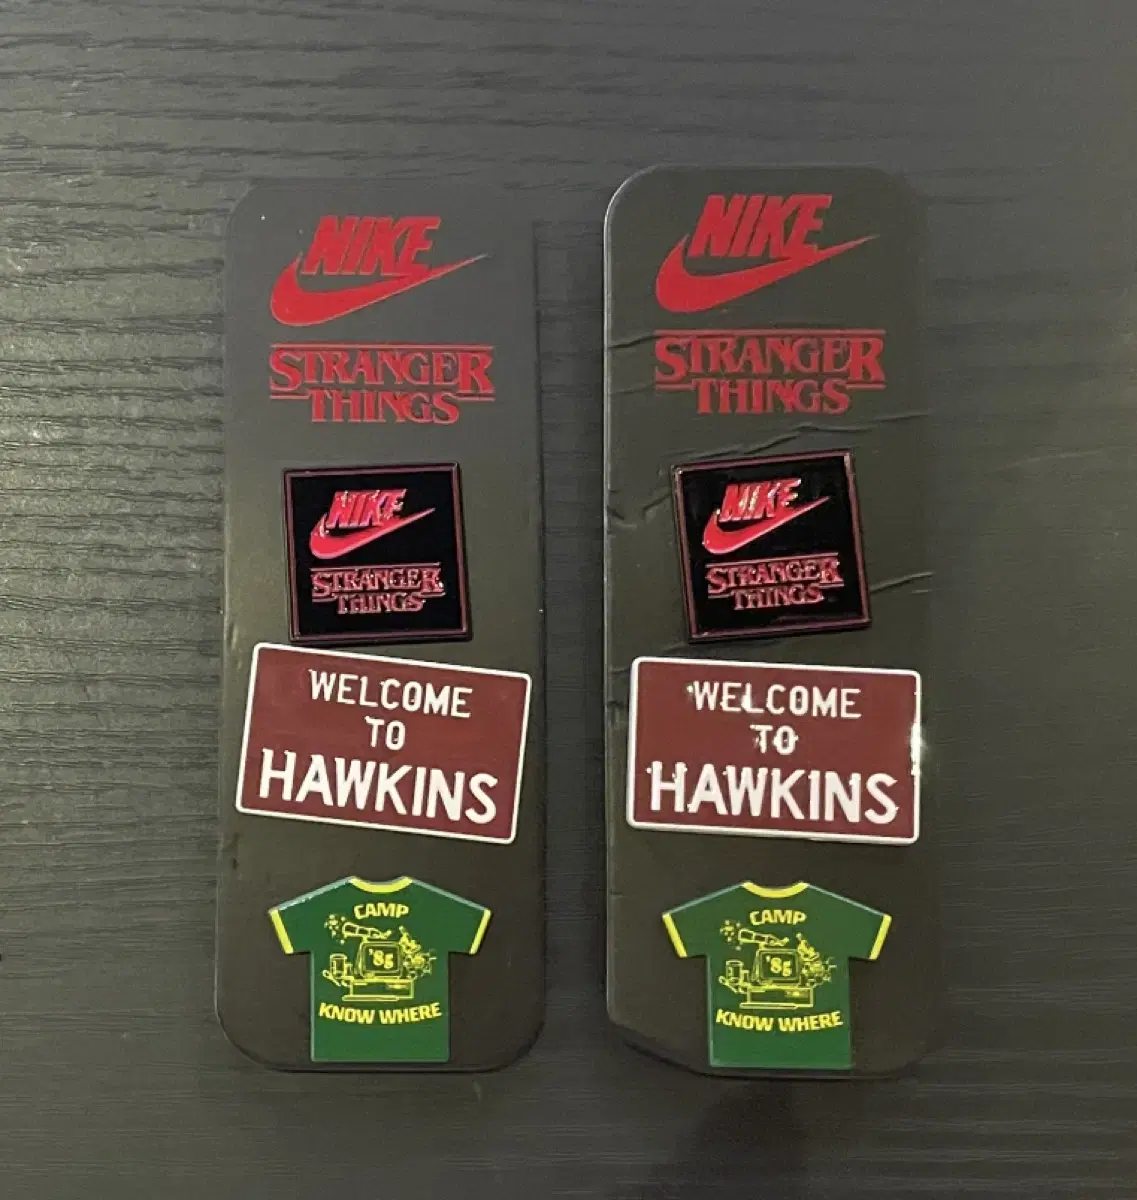 NIKE
STRANGER
THINGS
NIKE
STRANGER
THINGS
WELCOME
TO
HAWKINS
CAMP
'85
KNOW WHERE
NIKE
STRANGER
THINGS
NIKE
STRANGER
THINGS
WELCOME
TO
HAWKINS
CAMP
'85
KNOW WHERE